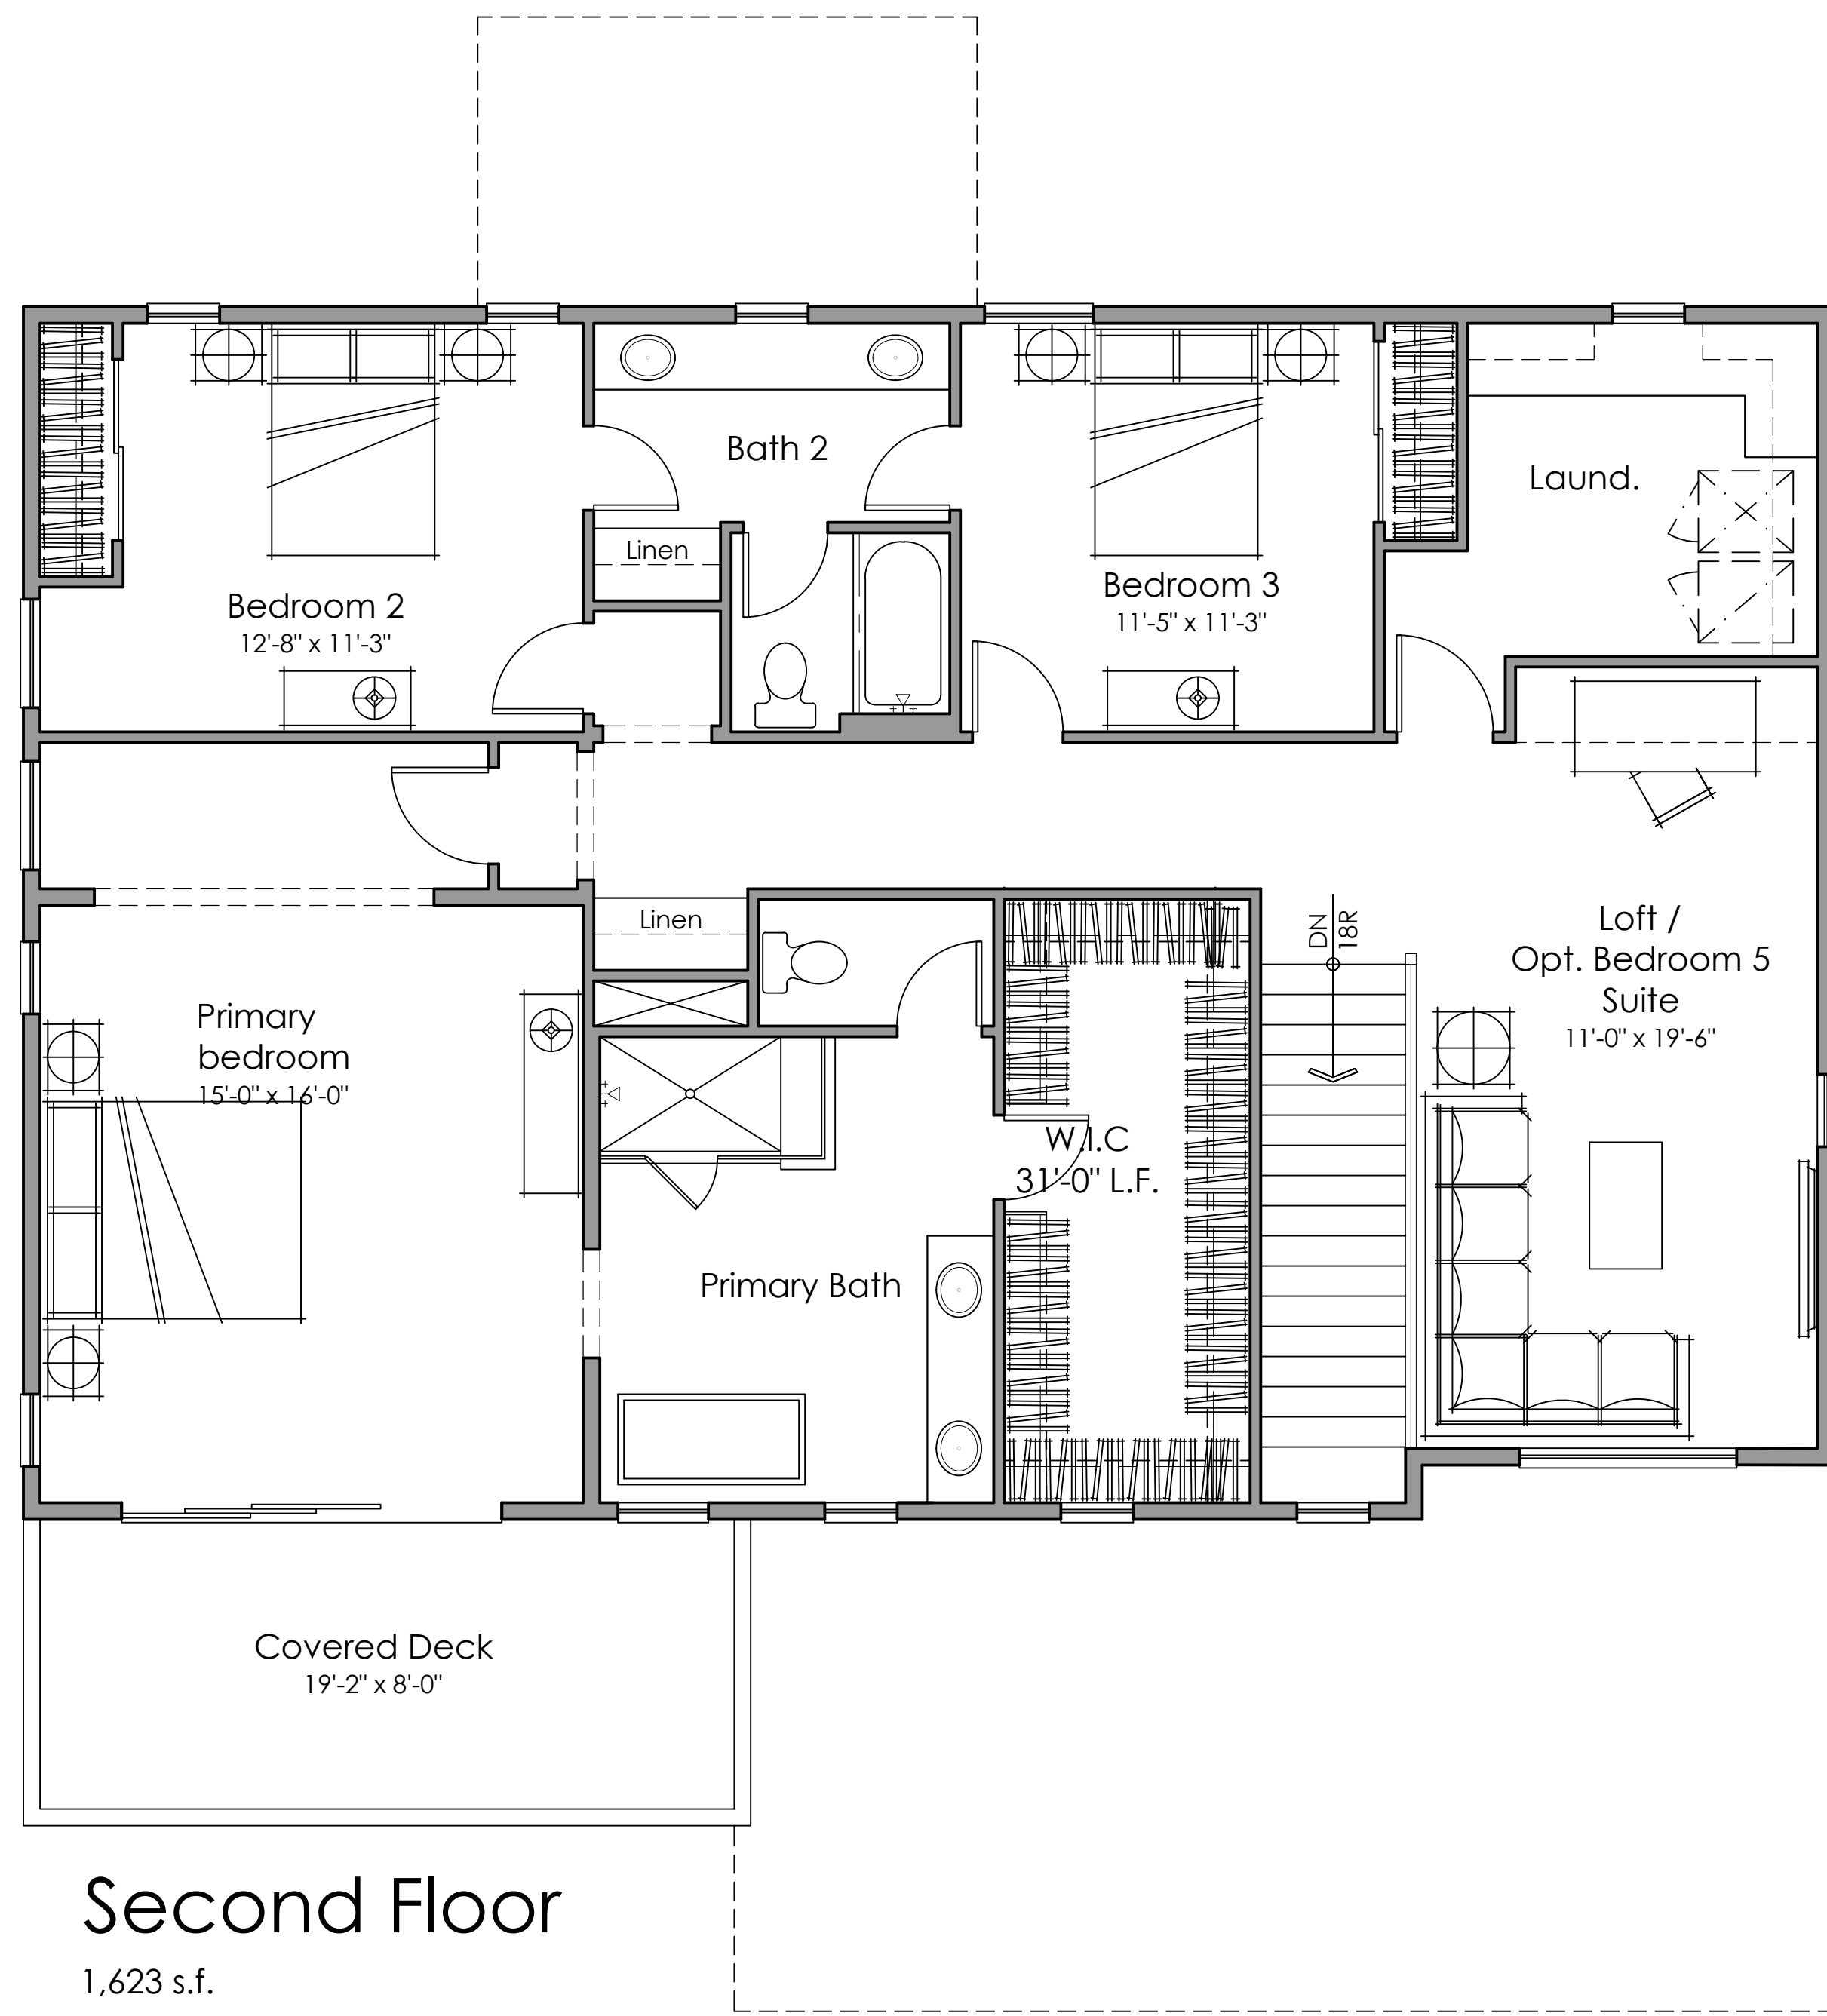 Bath 2
Laund.
Linen
Bedroom 2
12'-8" x 11'-3"
Bedroom 3
11'-5" x 11'-3"
Linen
DN
18R
Loft /
Opt. Bedroom 5
Suite
11'-0" x 19'-6"
Primary
bedroom
15'-0" x 16'-0"
W.I.C
31'-0" L.F.
Primary Bath
Covered Deck
19'-2" x 8'-0"
Second Floor
1,623 s.f.